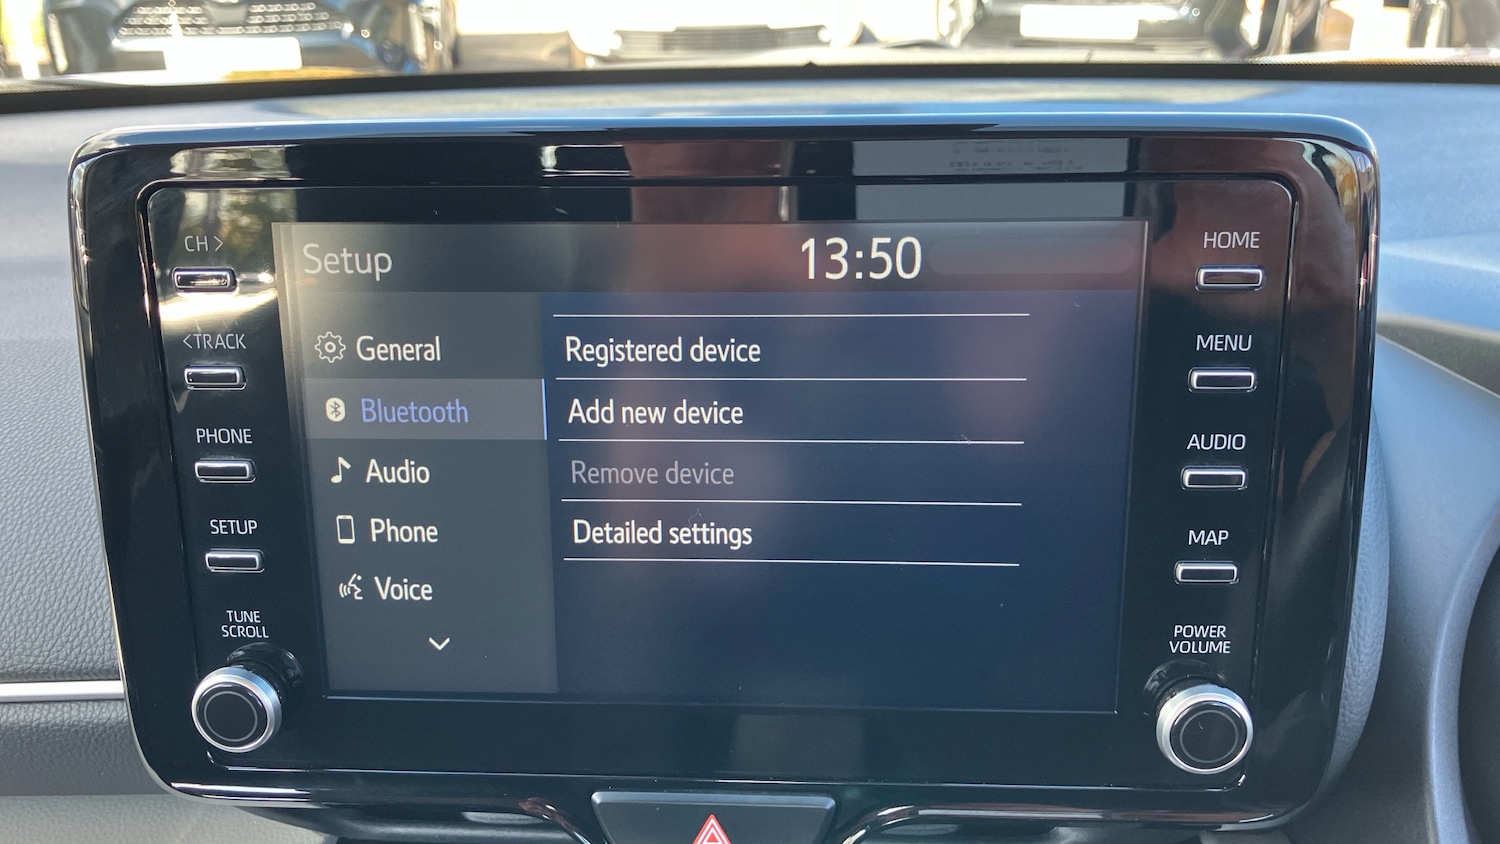 CH >
<TRACK
PHONE
SETUP
TUNE
SCROLL
Setup
13:50
General
Bluetooth
Audio
Phone
Voice
Registered device
Add new device
Remove device
Detailed settings
HOME
MENU
AUDIO
MAP
POWER
VOLUME